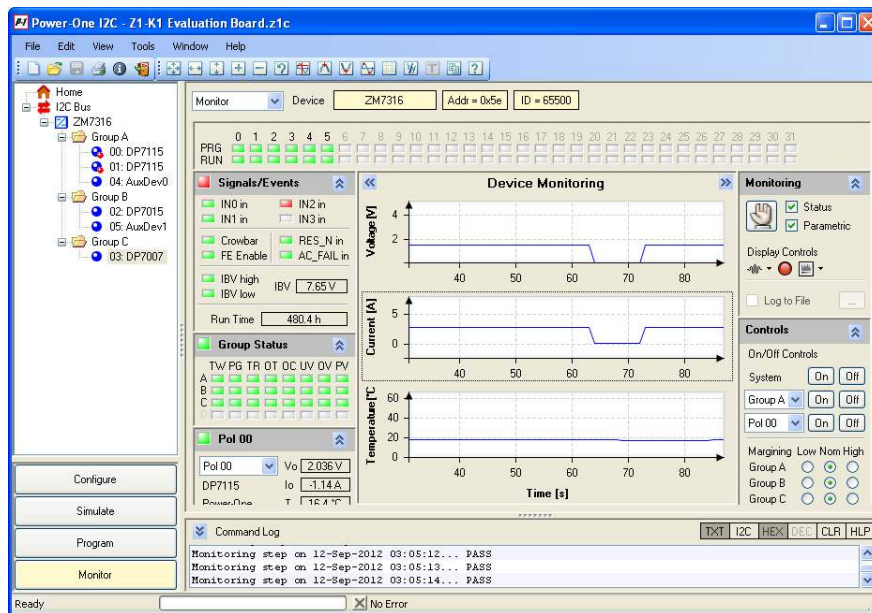 Power-One I2C - Z1-K1 Evaluation Board.z1c
File Edit View Tools Window Help
Home
I2C Bus
ZM7316
Group A
00: DP7115
01: DP7115
04: AuxDev0
Group B
02: DP7015
05: AuxDev1
Group C
03: DP7007
Configure
Simulate
Program
Monitor
Monitor Device ZM7316 Addr = 0x5e ID = 65500
0 1 2 3 4 5 6 7 8 9 10 11 12 13 14 15 16 17 18 19 20 21 22 23 24 25 26 27 28 29 30 31
PRG
RUN
Signals/Events
IN0 in IN2 in
IN1 in IN3 in
Crowbar RES_N in
FE Enable AC_FAIL in
IBV high
IBV low
IBV 7.65 V
Run Time 480.4 h
Group Status
TW PG TR OT OC UV OV PV
A
B
C
D
Pol 00
Pol 00 Vo 2.036 V
DP7115 Io -1.14 A
Power-One T 16.4 °C
Device Monitoring
Voltage [V]
4
2
40 50 60 70 80
Current [A]
5
0
40 50 60 70 80
Temperature[°C
60
40
20
0
40 50 60 70 80
Time [s]
Monitoring
Status
Parametric
Display Controls
Log to File ...
Controls
On/Off Controls
System On Off
Group A On Off
Pol 00 On Off
Margining Low Nom High
Group A
Group B
Group C
Command Log TXT I2C HEX DEC CLR HLP
Monitoring step on 12-Sep-2012 03:05:12... PASS
Monitoring step on 12-Sep-2012 03:05:13... PASS
Monitoring step on 12-Sep-2012 03:05:14... PASS
Ready No Error